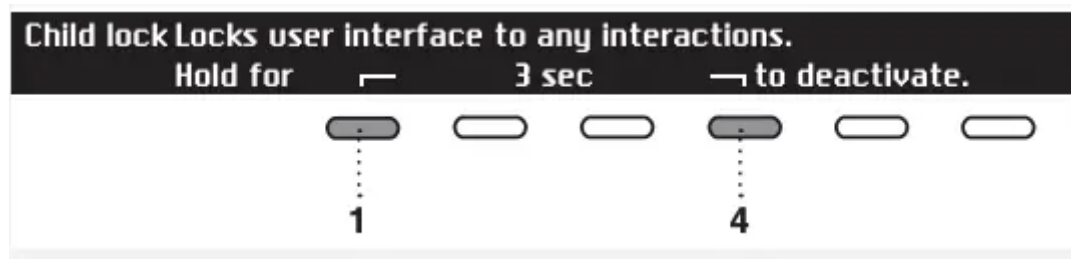 Child lock Locks user interface to any interactions.
Hold for 3 sec to deactivate.
1 4